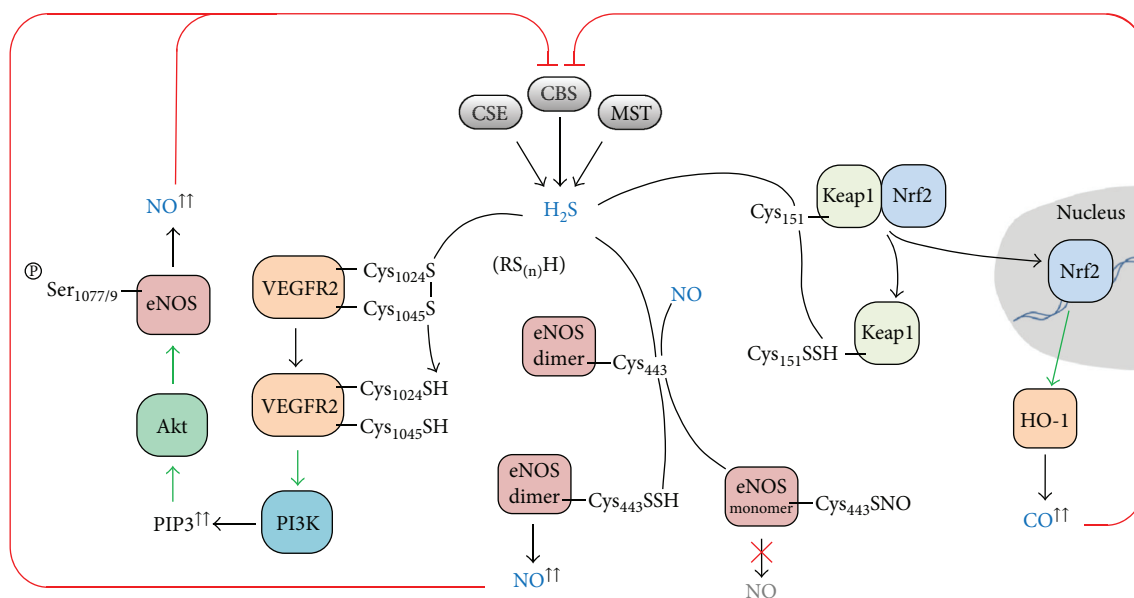 CBS
CSE
MST
H₂S
(RS₍ₙ₎H)
NO↑↑
Ⓟ
Ser₁₀₇₇/₉
eNOS
Akt
PIP3↑↑
PI3K
VEGFR2
Cys₁₀₂₄S
Cys₁₀₄₅S
VEGFR2
Cys₁₀₂₄SH
Cys₁₀₄₅SH
NO
eNOS
dimer
Cys₄₄₃
eNOS
dimer
Cys₄₄₃SSH
NO↑↑
eNOS
monomer
Cys₄₄₃SNO
NO
Keap1
Nrf2
Cys₁₅₁
Keap1
Cys₁₅₁SSH
Nucleus
Nrf2
HO-1
CO↑↑